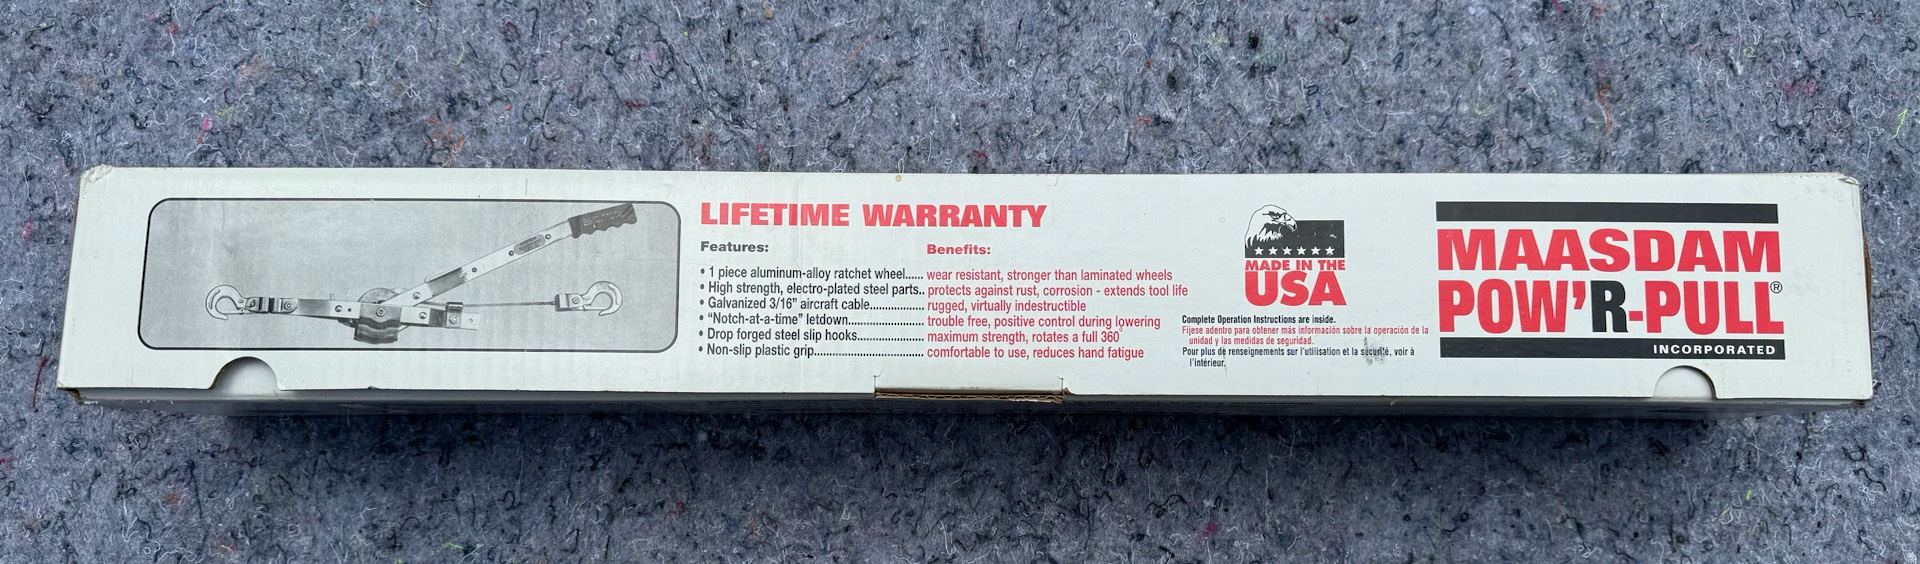 LIFETIME WARRANTY
Features:
Benefits:
• 1 piece aluminum-alloy ratchet wheel...... wear resistant, stronger than laminated wheels
• High strength, electro-plated steel parts.. protects against rust, corrosion - extends tool life
• Galvanized 3/16" aircraft cable.............. rugged, virtually indestructible
• “Notch-at-a-time” letdown.................... trouble free, positive control during lowering
• Drop forged steel slip hooks.................. maximum strength, rotates a full 360°
• Non-slip plastic grip............................. comfortable to use, reduces hand fatigue
MADE IN THE
USA
Complete Operation Instructions are inside.
Fíjese adentro para obtener más información sobre la operación de la
unidad y las medidas de seguridad.
Pour plus de renseignements sur l'utilisation et la sécurité, voir à
l'intérieur.
MAASDAM
POW'R-PULL®
INCORPORATED